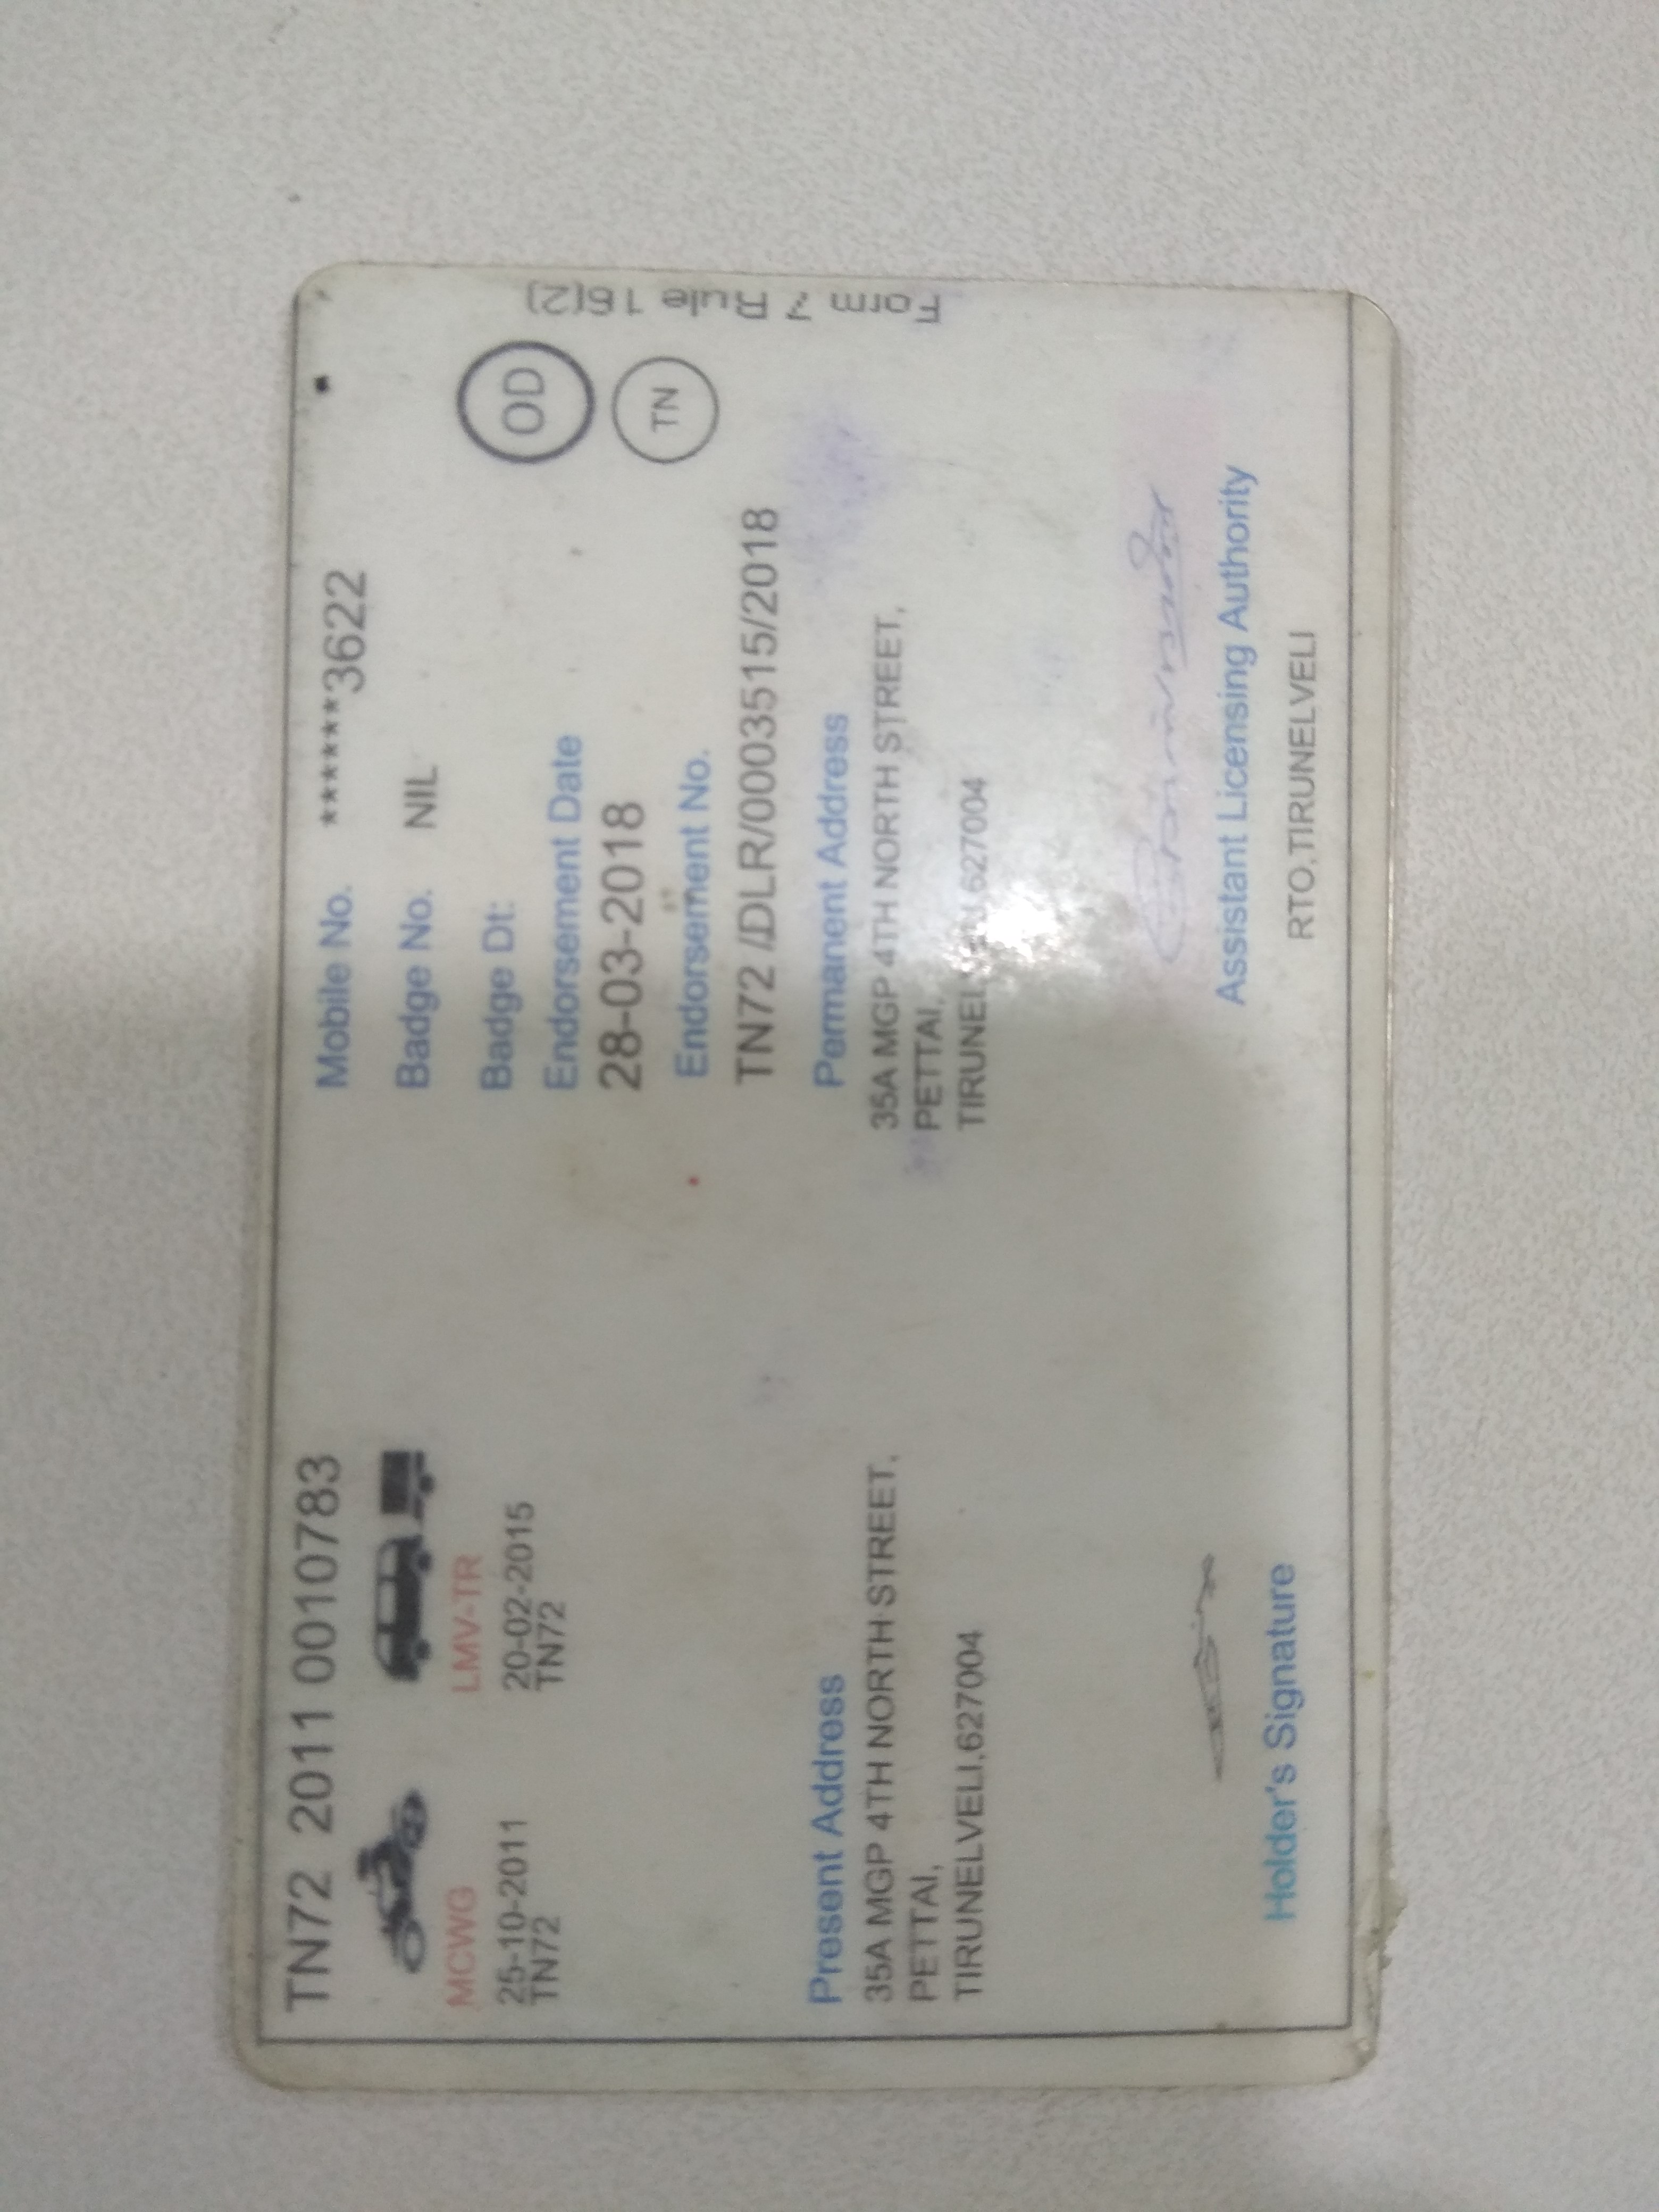 TN72 2011 0010783
MCWG
25-10-2011
TN72
LMV-TR
20-02-2015
TN72
Mobile No. ******3622
Badge No. NIL
Badge Dt:
Endorsement Date
28-03-2018
Endorsement No.
TN72 /DLR/0003515/2018
OD
TN
Form 7 Rule 16(2)
Present Address
35A MGP 4TH NORTH STREET,
PETTAI,
TIRUNELVELI,627004
Permanent Address
35A MGP 4TH NORTH STREET,
PETTAI,
TIRUNELVELI,627004
Holder's Signature
Assistant Licensing Authority
RTO,TIRUNELVELI